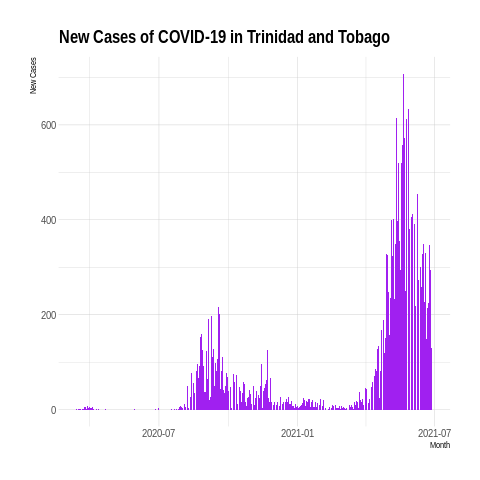 New Cases of COVID-19 in Trinidad and Tobago
New Cases
600
400
200
0
2020-07
2021-01
2021-07
Month